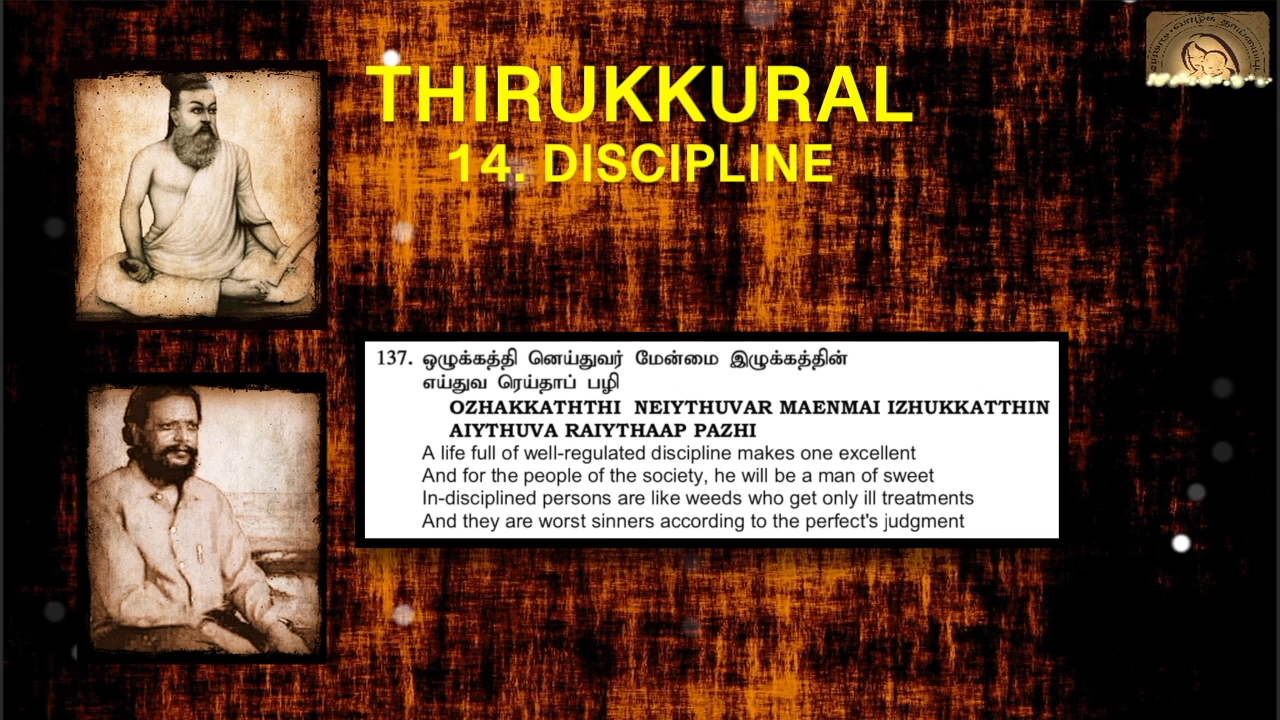 THIRUKKURAL
14. DISCIPLINE
137. ஒழுக்கத்தி னெய்துவர் மேன்மை இழுக்கத்தின்
எய்துவ ரெய்தாப் பழி
OZHAKKATHTHI NEIYTHUVAR MAENMAI IZHUKKATTHIN
AIYTHUVA RAIYTHAAP PAZHI
A life full of well-regulated discipline makes one excellent
And for the people of the society, he will be a man of sweet
In-disciplined persons are like weeds who get only ill treatments
And they are worst sinners according to the perfect's judgment